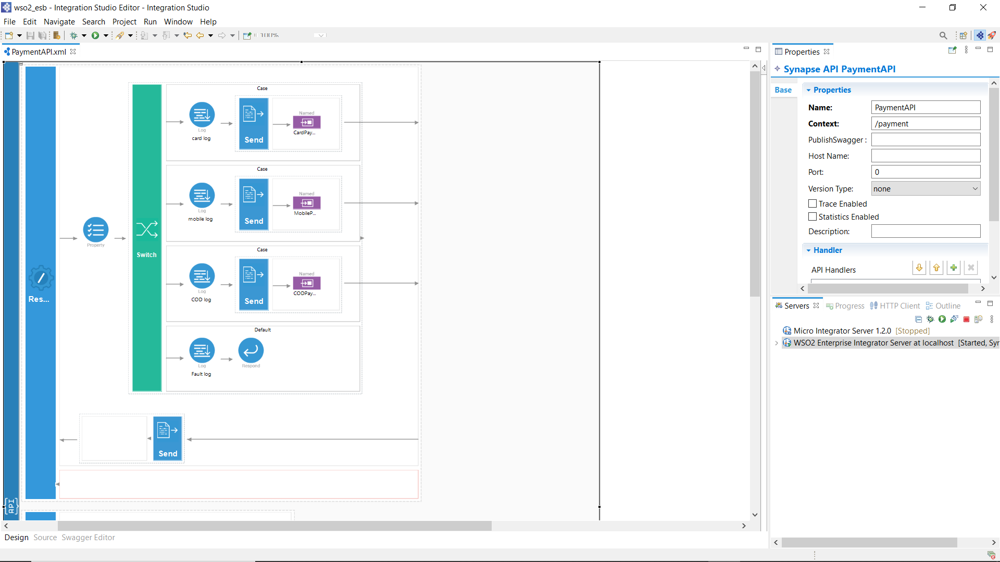 wso2_esb - Integration Studio Editor - Integration Studio
File Edit Navigate Search Project Run Window Help
100%
PaymentAPI.xml
Case
Log
card log
Send
Named
CardPay...
Case
Log
mobile log
Send
Named
MobileP...
Property
Switch
Case
Log
COD log
Send
Named
CODPay...
Res...
Default
Log
Fault log
Respond
Send
{API}
Design Source Swagger Editor
Properties
Synapse API PaymentAPI
Base
Properties
Name: PaymentAPI
Context: /payment
PublishSwagger :
Host Name:
Port: 0
Version Type: none
Trace Enabled
Statistics Enabled
Description:
Handler
API Handlers
Servers Progress HTTP Client Outline
Micro Integrator Server 1.2.0 [Stopped]
WSO2 Enterprise Integrator Server at localhost [Started, Syr